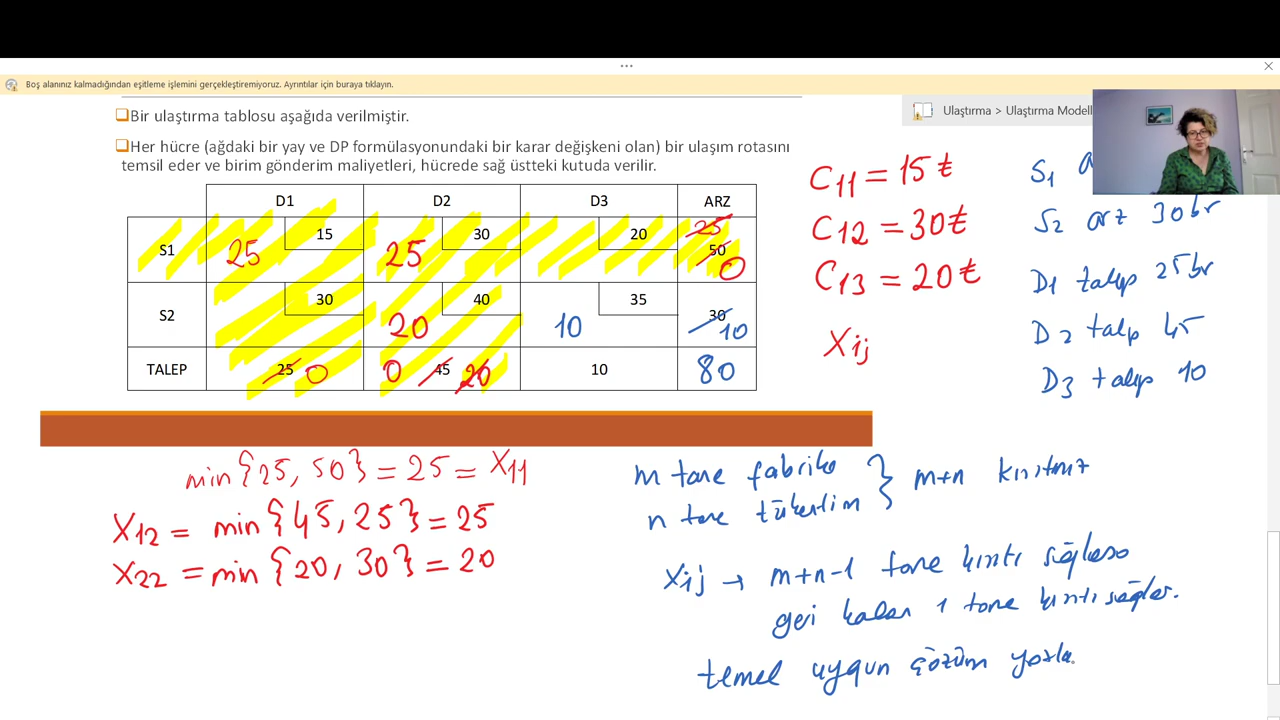 Boş alanınız kalmadığından eşitleme işlemini gerçekleştiremiyoruz. Ayrıntılar için buraya tıklayın.
Bir ulaştırma tablosu aşağıda verilmiştir.
Her hücre (ağdaki bir yay ve DP formülasyonundaki bir karar değişkeni olan) bir ulaşım rotasını
temsil eder ve birim gönderim maliyetleri, hücrede sağ üstteki kutuda verilir.
Ulaştırma > Ulaştırma Modell
D1 D2 D3 ARZ
S1 25 15 25 30 20 25 50 0
S2 30 20 40 10 35 30 10
TALEP 25 0 0 45 20 10 80
C11 = 15 ₺
C12 = 30 ₺
C13 = 20 ₺
Xij
S1
S2 arz 30 br
D1 talep 25 br
D2 talp 45
D3 talep 10
min {25, 50} = 25 = X11
X12 = min {45, 25} = 25
X22 = min {20, 30} = 20
m tane fabrika
n tane tüketim } m+n kısıtımız
Xij → m+n-1 tane kısıtı sağlasa
geri kalan 1 tane kısıtı sağlar.
temel uygun çözüm